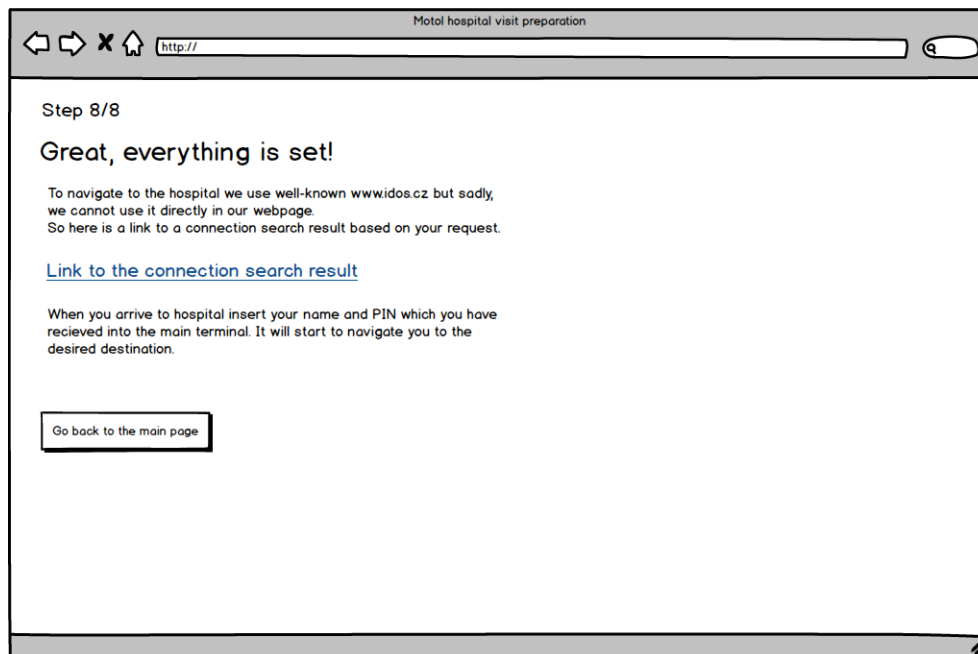 Motol hospital visit preparation
http://
Step 8/8
Great, everything is set!
To navigate to the hospital we use well-known www.idos.cz but sadly,
we cannot use it directly in our webpage.
So here is a link to a connection search result based on your request.
Link to the connection search result
When you arrive to hospital insert your name and PIN which you have
recieved into the main terminal. It will start to navigate you to the
desired destination.
Go back to the main page